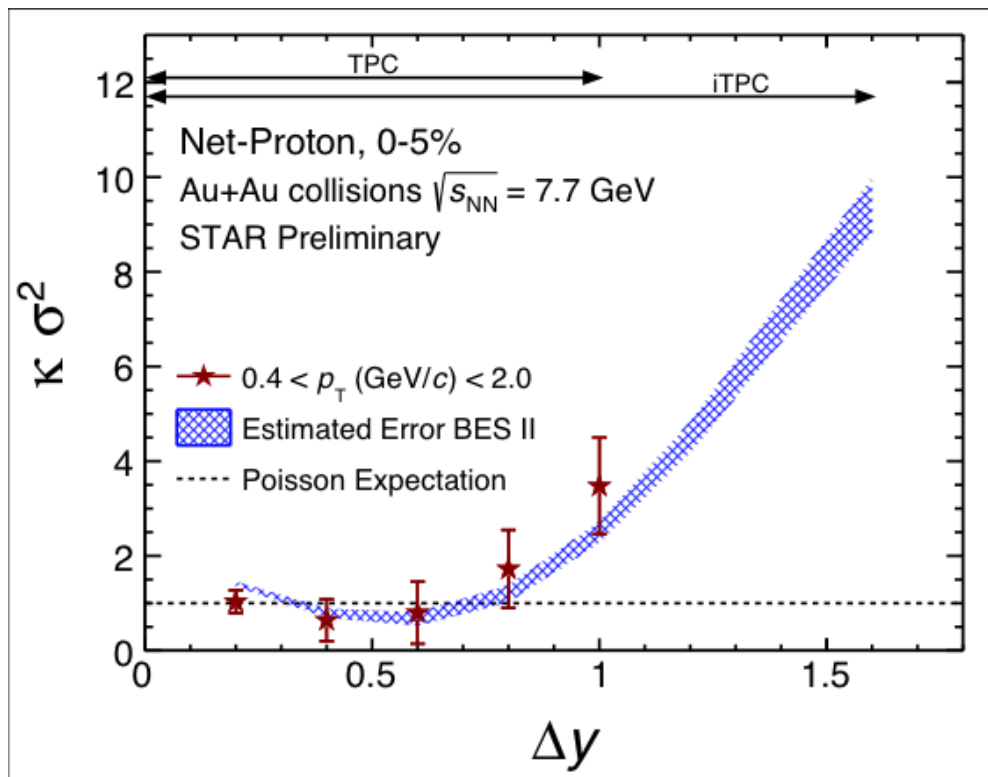 TPC
iTPC
Net-Proton, 0-5%
Au+Au collisions √sNN = 7.7 GeV
STAR Preliminary
0.4 < pT (GeV/c) < 2.0
Estimated Error BES II
Poisson Expectation
κ σ²
12
10
8
6
4
2
0
0 0.5 1 1.5
Δy